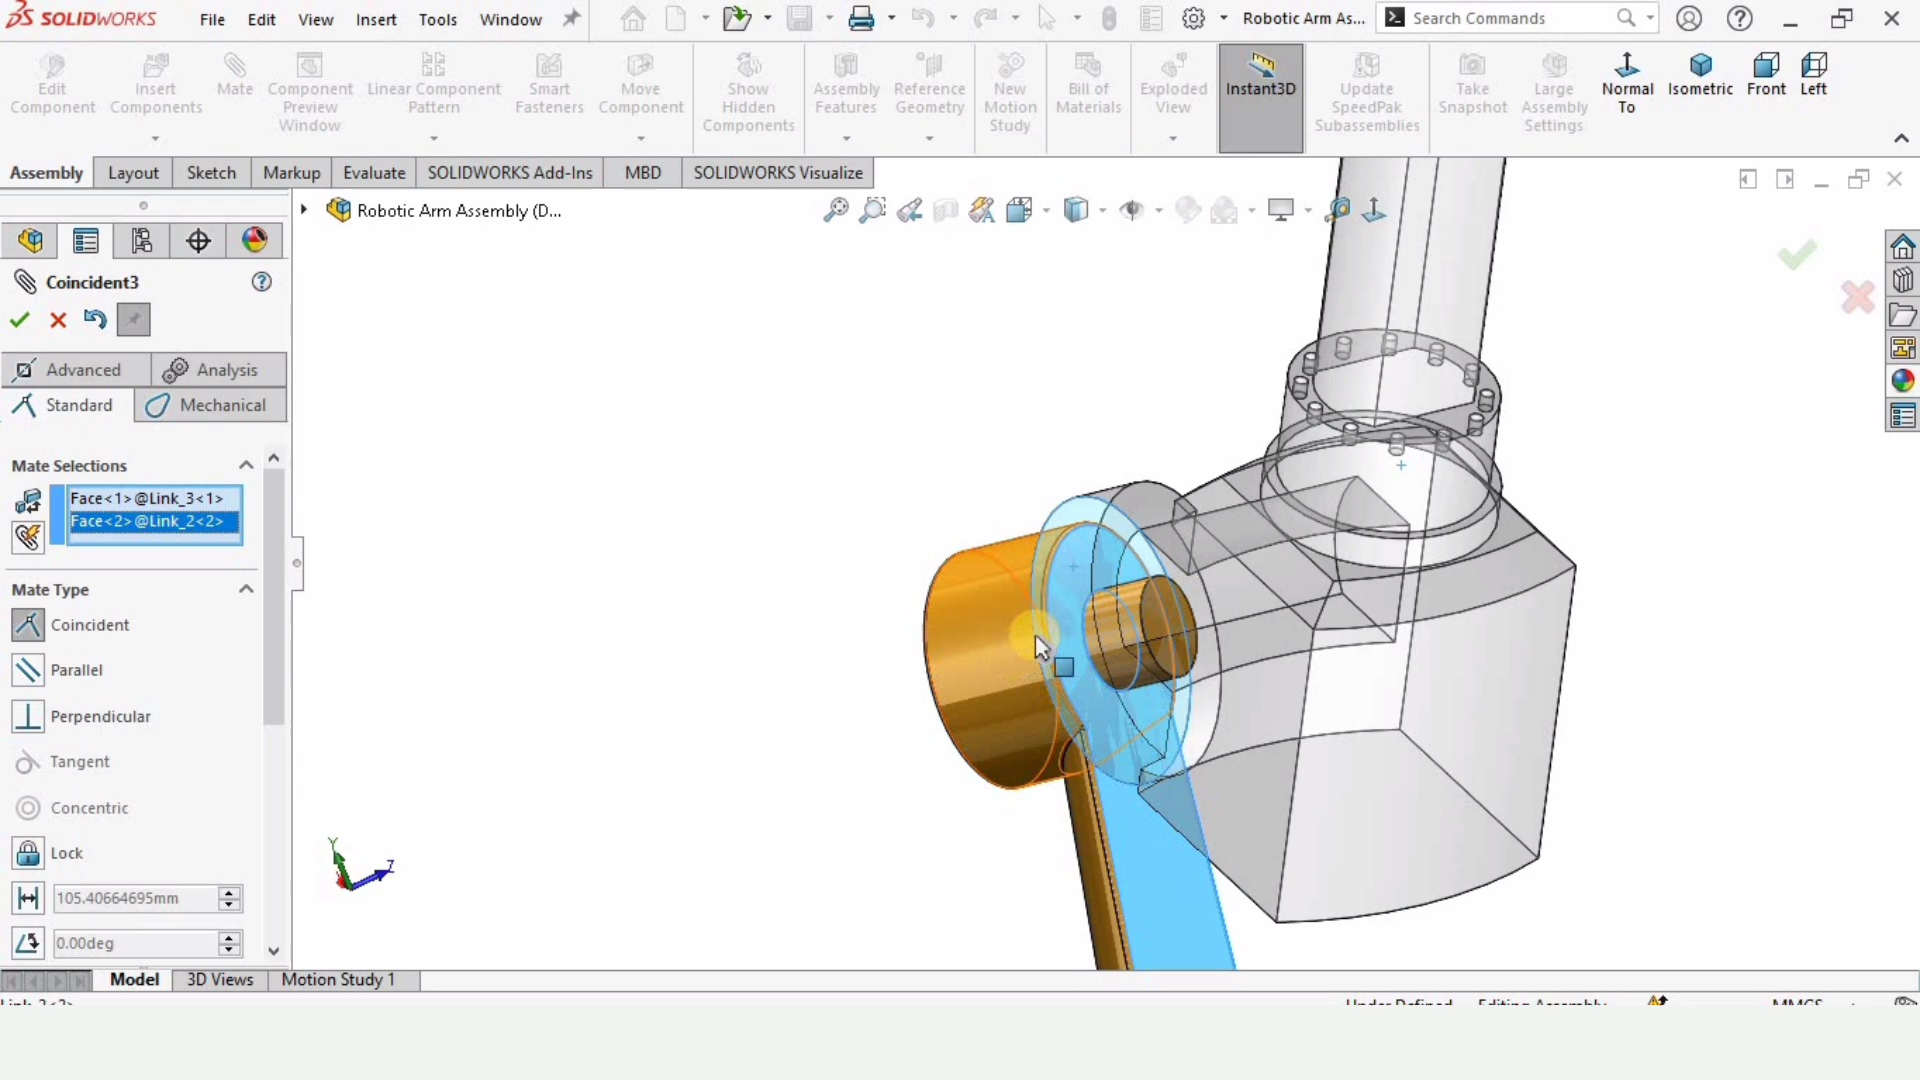 SOLIDWORKS File Edit View Insert Tools Window Robotic Arm As... Search Commands
Edit Component
Insert Components
Mate
Component Preview Window
Linear Component Pattern
Smart Fasteners
Move Component
Show Hidden Components
Assembly Features
Reference Geometry
New Motion Study
Bill of Materials
Exploded View
Instant3D
Update SpeedPak Subassemblies
Take Snapshot
Large Assembly Settings
Normal To
Isometric
Front
Left
Assembly Layout Sketch Markup Evaluate SOLIDWORKS Add-Ins MBD SOLIDWORKS Visualize
Robotic Arm Assembly (D...
Coincident3
Advanced Analysis
Standard Mechanical
Mate Selections
Face<1>@Link_3<1>
Face<2>@Link_2<2>
Mate Type
Coincident
Parallel
Perpendicular
Tangent
Concentric
Lock
105.40664695mm
0.00deg
Y
Z
Model 3D Views Motion Study 1
Under Defined Editing Assembly MMGS